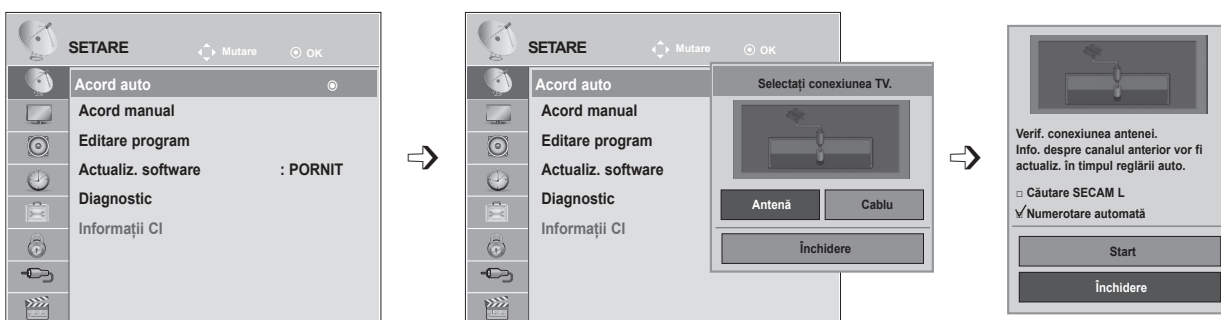 SETARE
Mutare
OK
Acord auto
Acord manual
Editare program
Actualiz. software : PORNIT
Diagnostic
Informații CI
SETARE
Mutare
OK
Acord auto
Acord manual
Editare program
Actualiz. software
Diagnostic
Informații CI
Selectați conexiunea TV.
Antenă
Cablu
Închidere
Verif. conexiunea antenei.
Info. despre canalul anterior vor fi
actualiz. în timpul reglării auto.
Căutare SECAM L
Numerotare automată
Start
Închidere